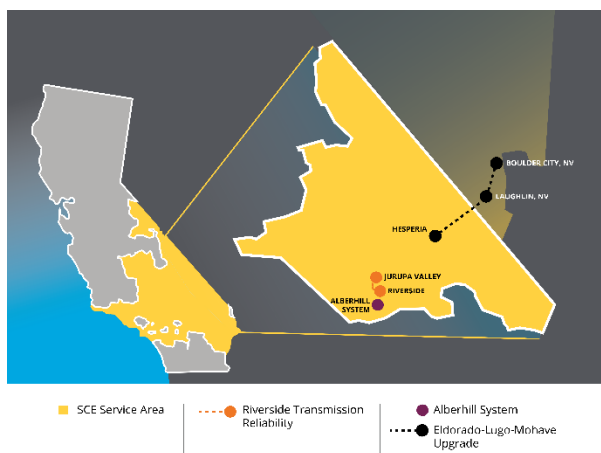 BOULDER CITY, NV
LAUGHLIN, NV
HESPERIA
JURUPA VALLEY
RIVERSIDE
ALBERHILL
SYSTEM
SCE Service Area
Riverside Transmission
Reliability
Alberhill System
Eldorado-Lugo-Mohave
Upgrade